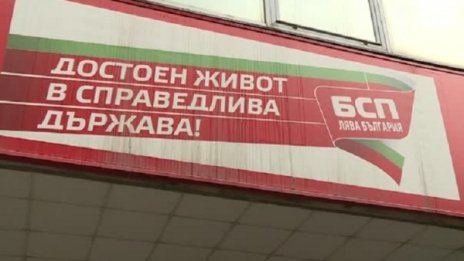 ДОСТОЕН ЖИВОТ
В СПРАВЕДЛИВА
ДЪРЖАВА!
БСП
ЛЯВА БЪЛГАРИЯ